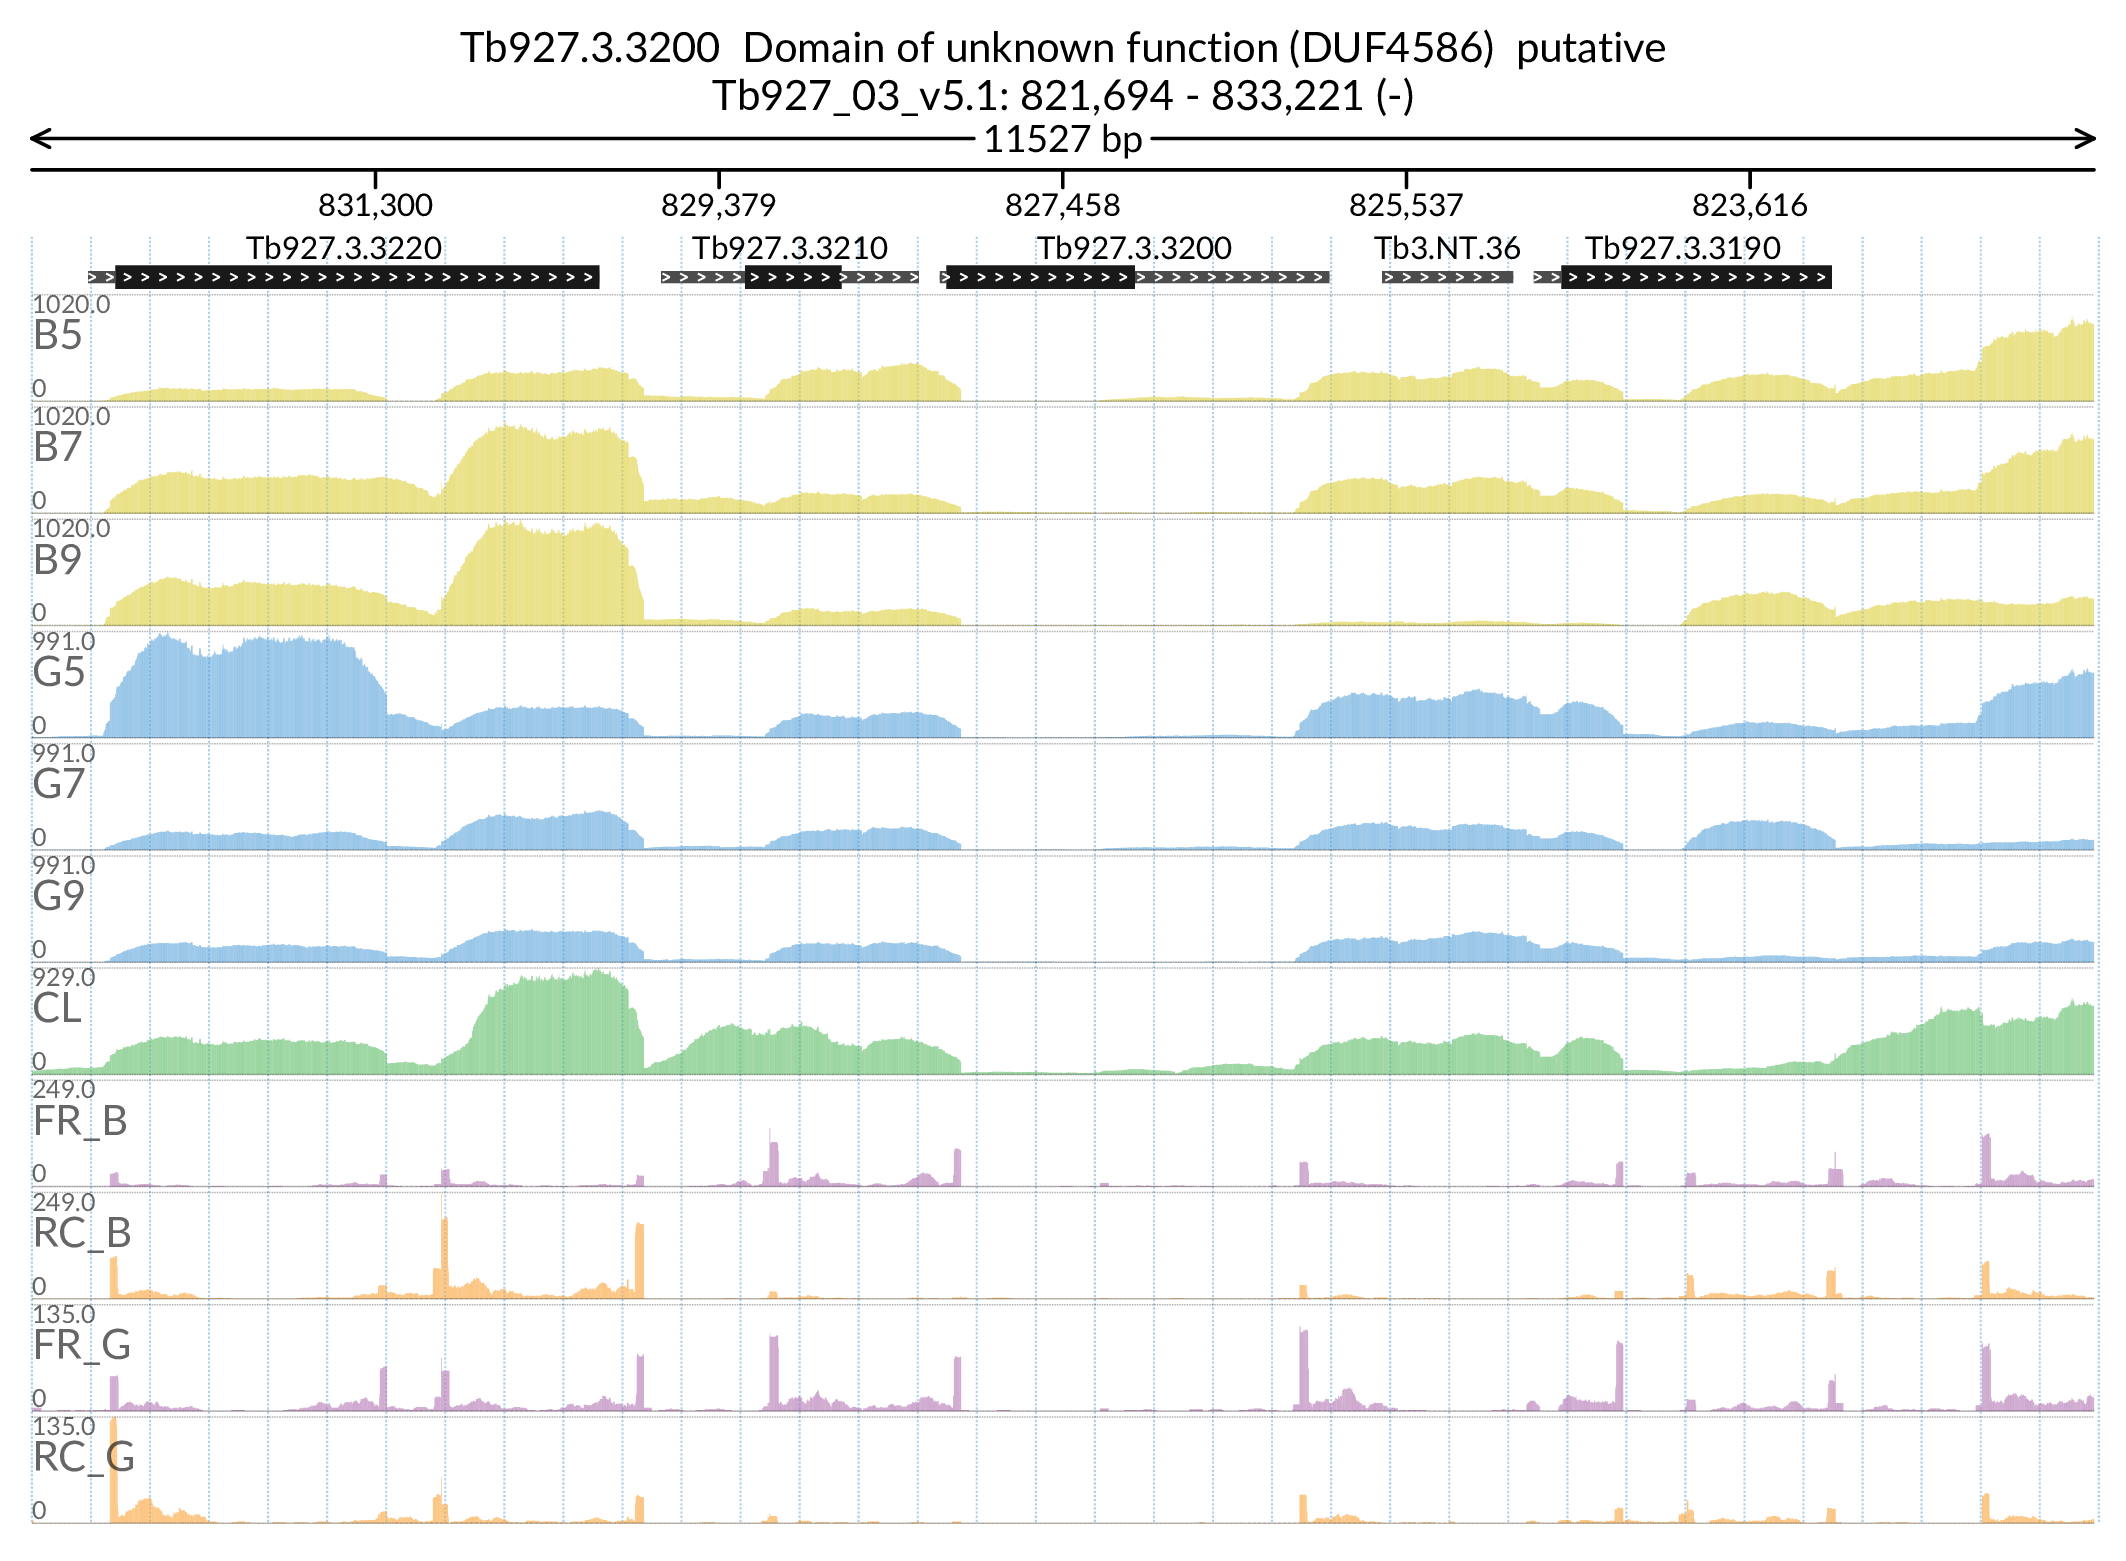 Tb927.3.3200 Domain of unknown function (DUF4586) putative
Tb927_03_v5.1: 821,694 - 833,221 (-)
11527 bp
831,300 829,379 827,458 825,537 823,616
Tb927.3.3220 Tb927.3.3210 Tb927.3.3200 Tb3.NT.36 Tb927.3.3190
1020.0
B5
0
1020.0
B7
0
1020.0
B9
0
991.0
G5
0
991.0
G7
0
991.0
G9
0
929.0
CL
0
249.0
FR_B
0
249.0
RC_B
0
135.0
FR_G
0
135.0
RC_G
0